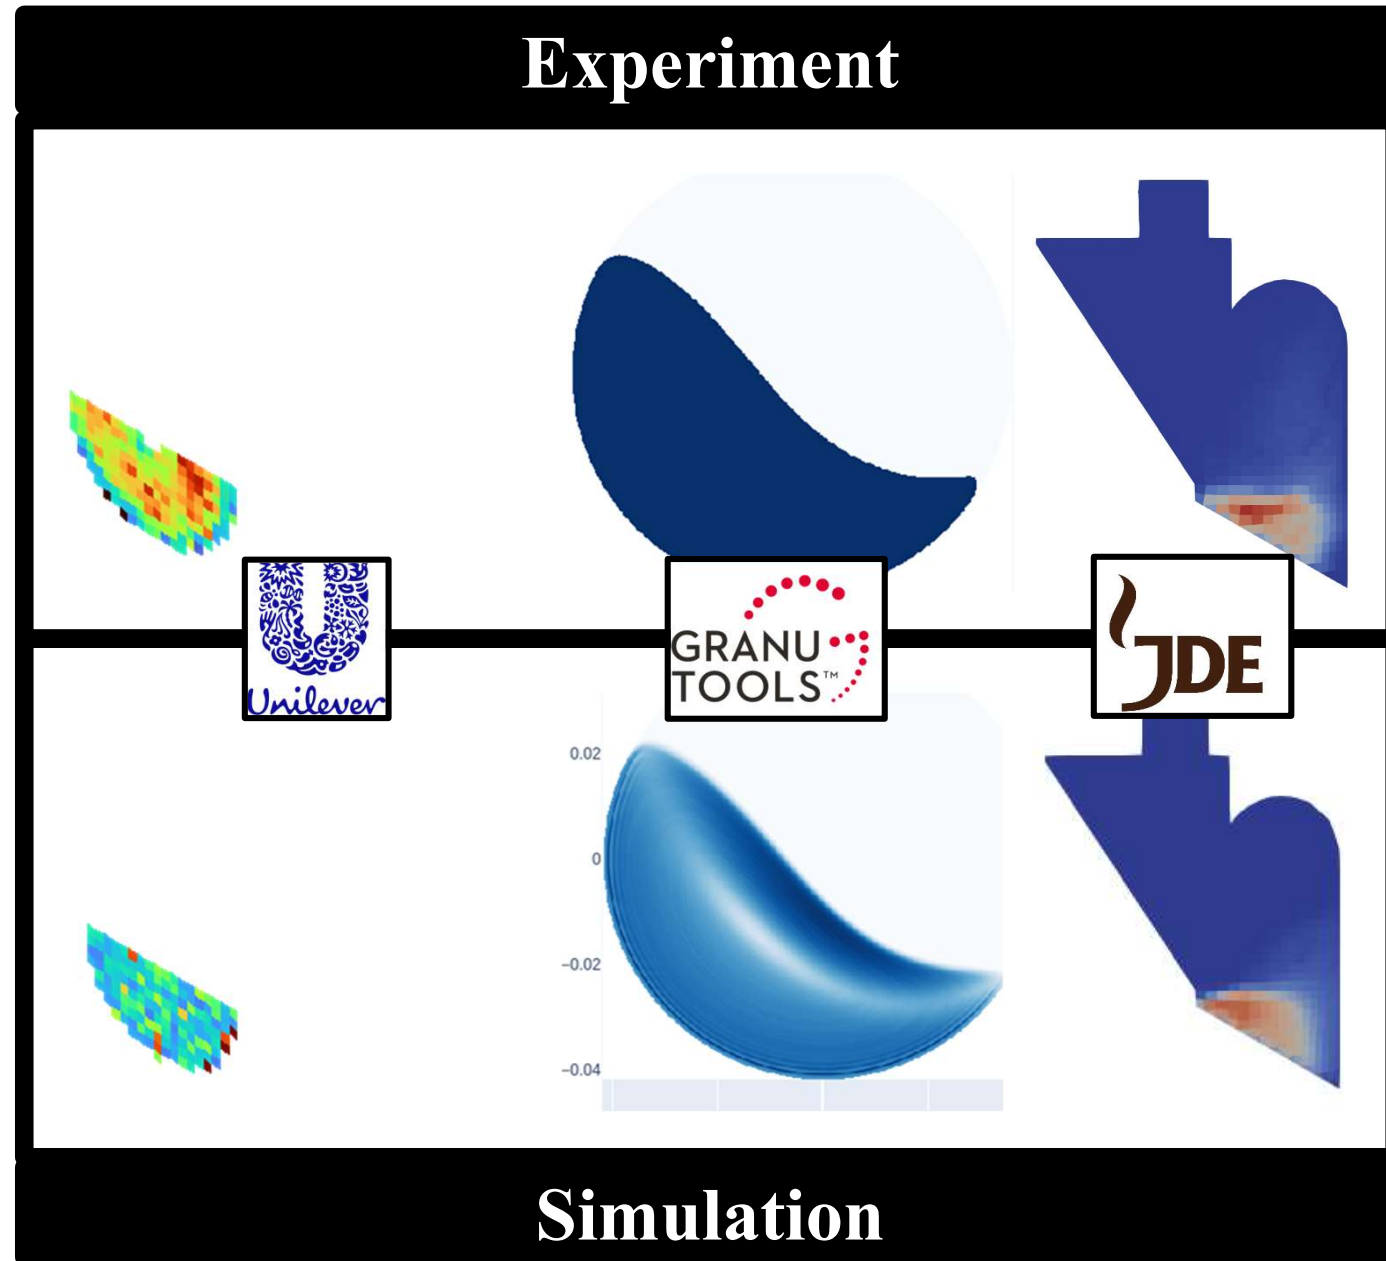 Experiment
Unilever
GRANU
TOOLS™
JDE
0.02
0
−0.02
−0.04
Simulation